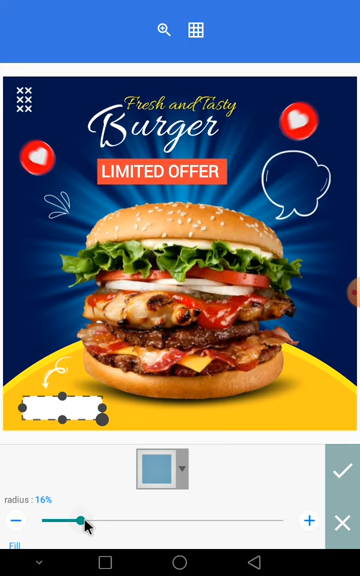 Fresh and Tasty
Burger
LIMITED OFFER
radius : 16%
Fill